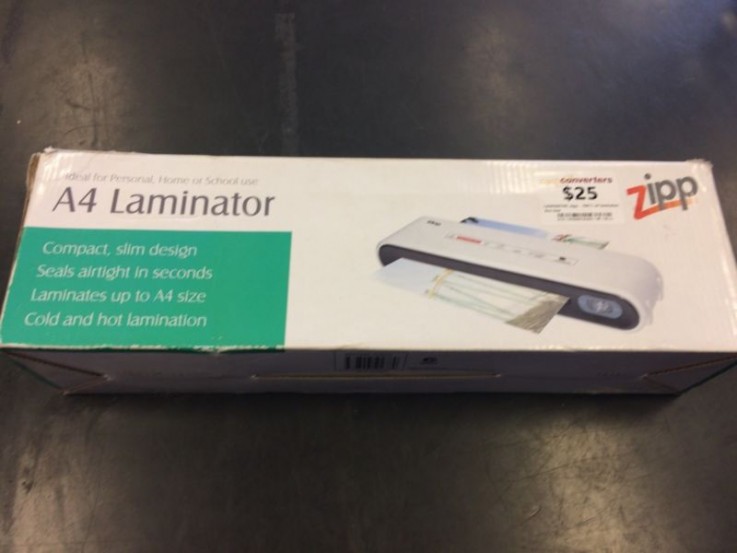 Ideal for Personal, Home or School use
A4 Laminator
converters
$25
zipp
Compact, slim design
Seals airtight in seconds
Laminates up to A4 size
Cold and hot lamination